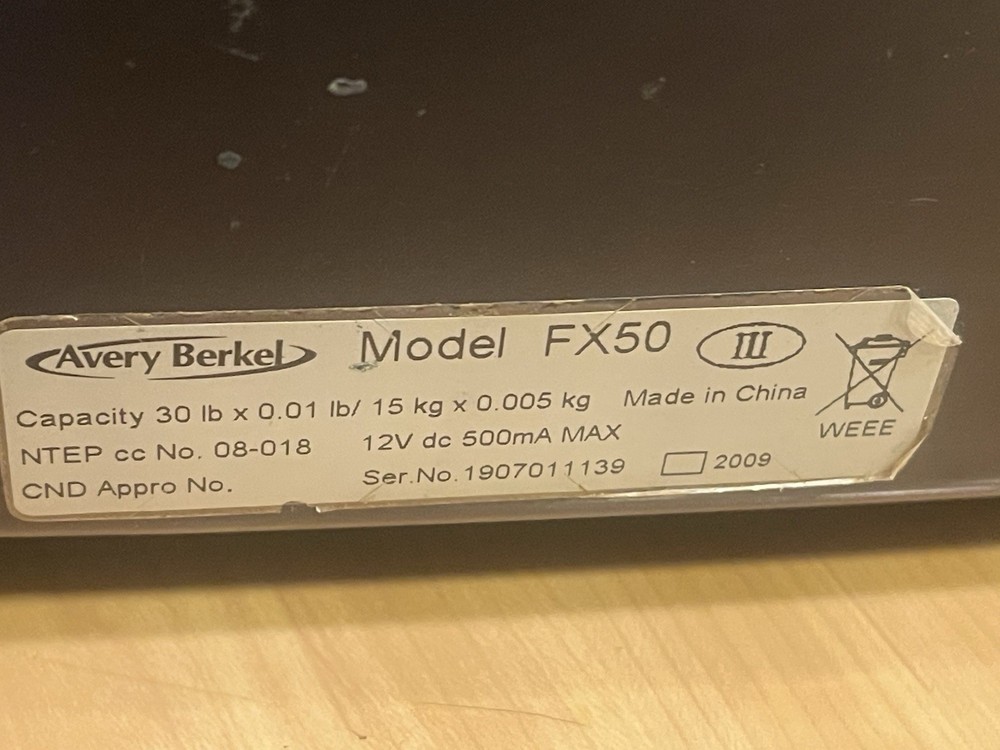 Avery Berkel Model FX50 III
Capacity 30 lb x 0.01 lb/ 15 kg x 0.005 kg Made in China
NTEP cc No. 08-018 12V dc 500mA MAX WEEE
CND Appro No. Ser.No.1907011139 2009